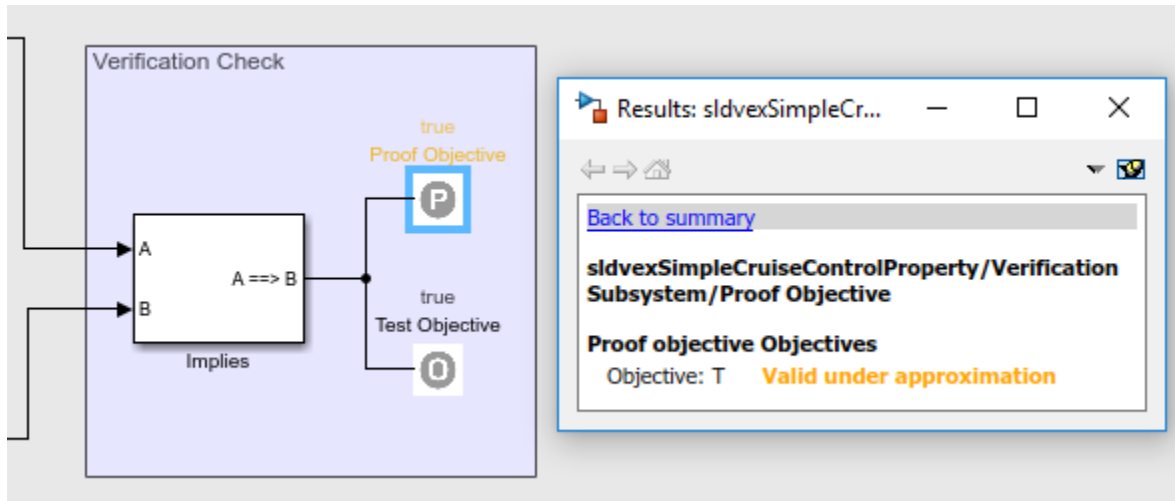 Verification Check
true
Proof Objective
P
A
A ==> B
B
Implies
true
Test Objective
O
Results: sldvexSimpleCr...
Back to summary
sldvexSimpleCruiseControlProperty/Verification
Subsystem/Proof Objective
Proof objective Objectives
Objective: T Valid under approximation